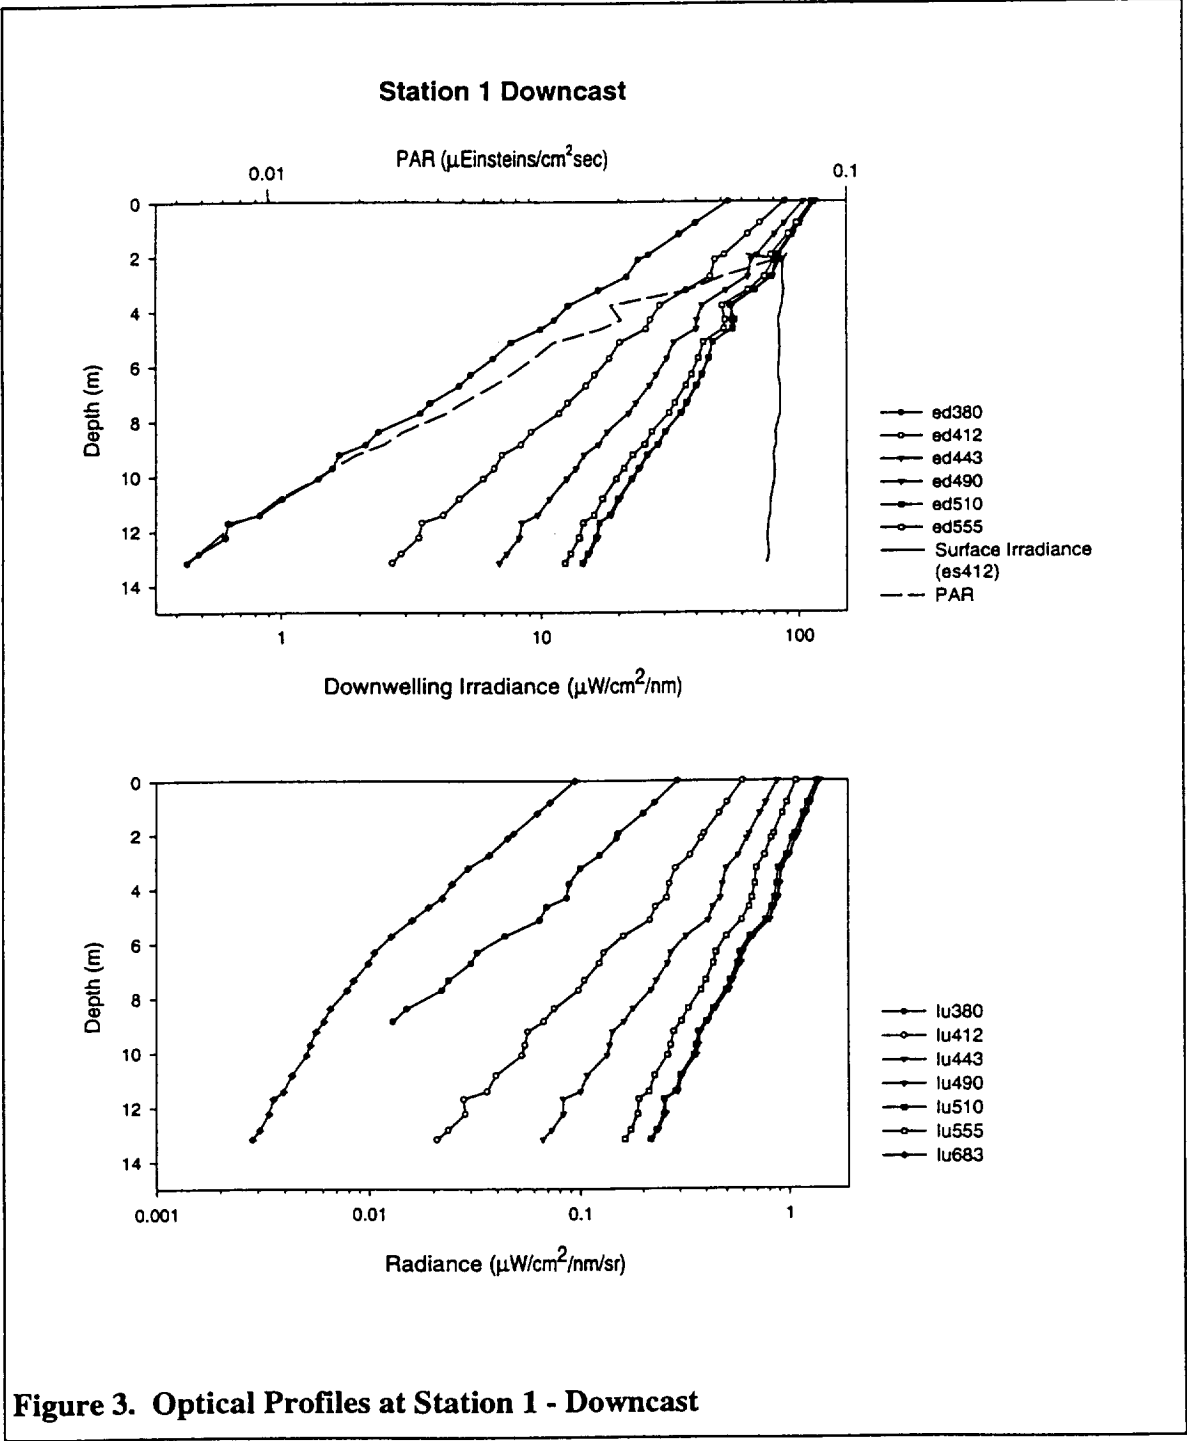 Station 1 Downcast
PAR (μEinsteins/cm²sec)
0.01 0.1
0
2
4
6
8
10
12
14
Depth (m)
1 10 100
Downwelling Irradiance (μW/cm²/nm)
ed380
ed412
ed443
ed490
ed510
ed555
Surface Irradiance
(es412)
PAR
0
2
4
6
8
10
12
14
Depth (m)
0.001 0.01 0.1 1
Radiance (μW/cm²/nm/sr)
lu380
lu412
lu443
lu490
lu510
lu555
lu683
Figure 3. Optical Profiles at Station 1 - Downcast